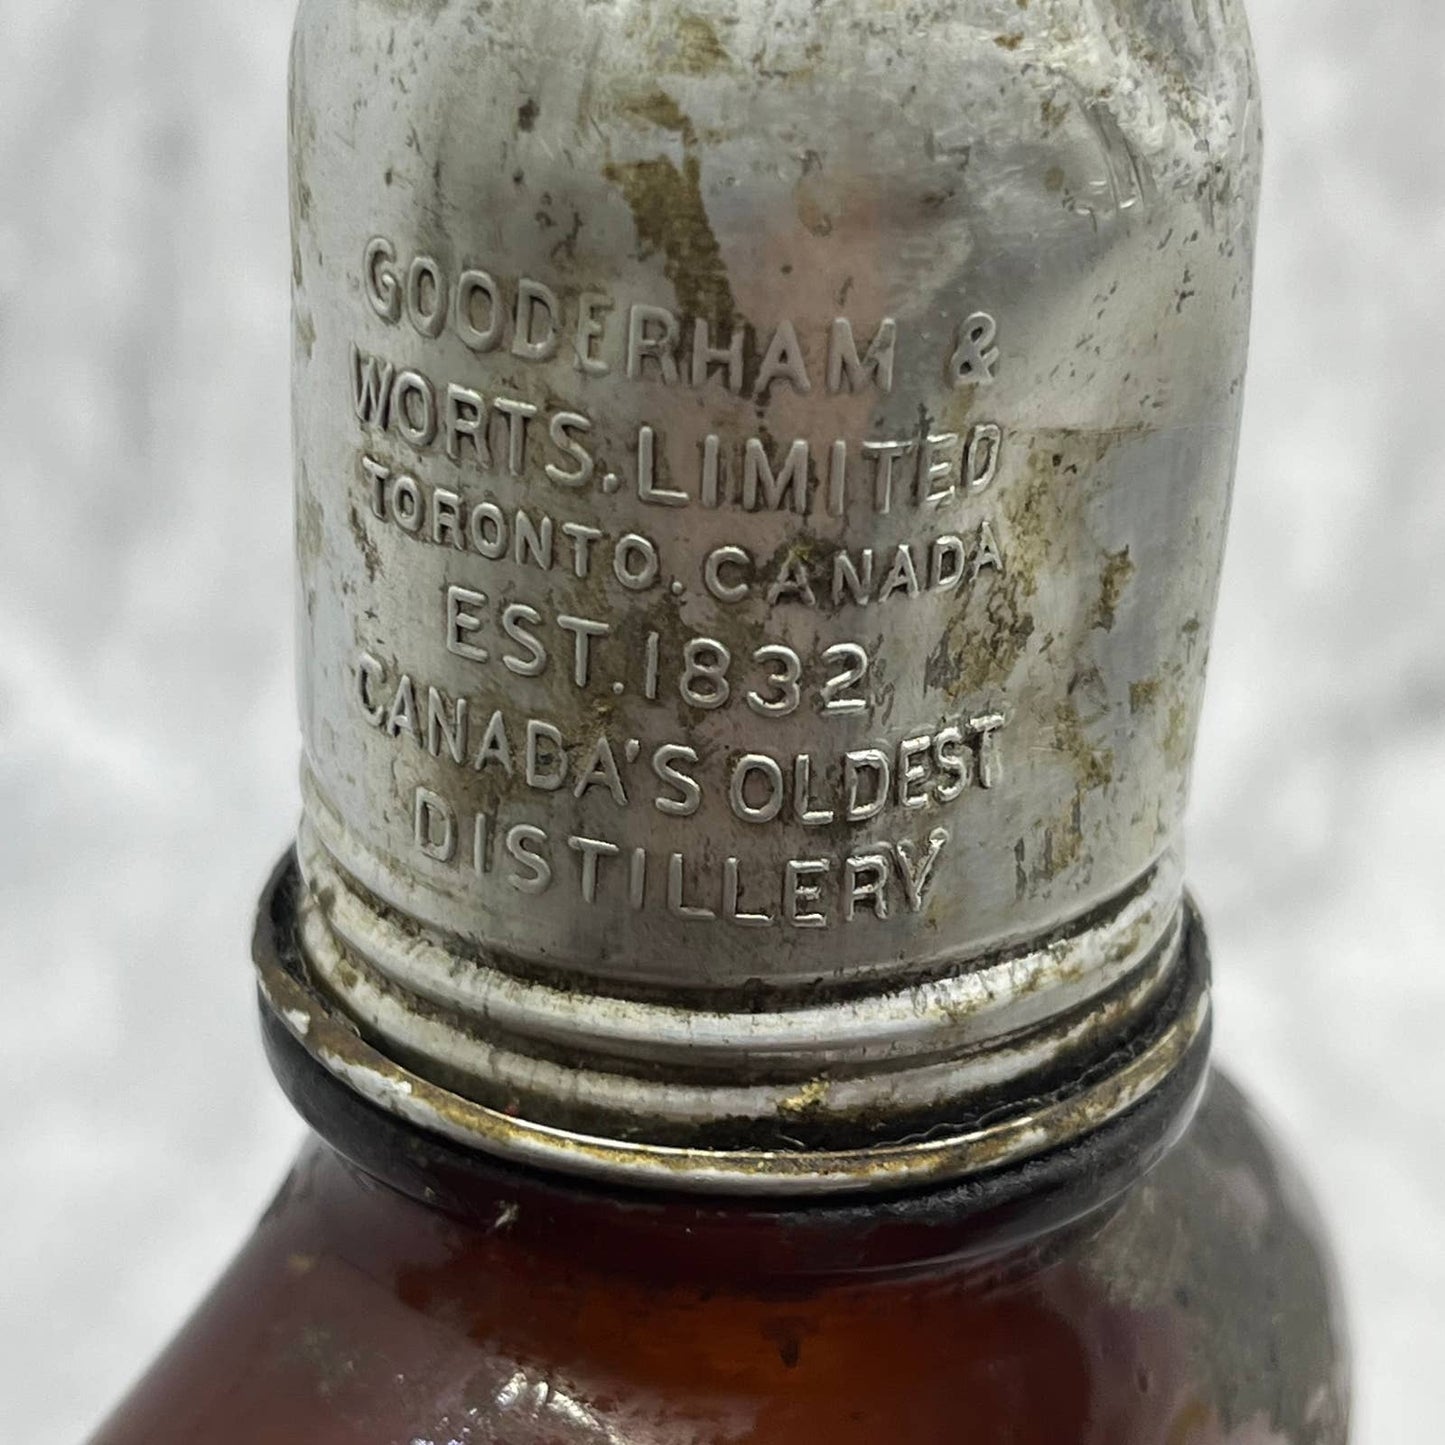 GOODERHAM &
WORTS. LIMITED
TORONTO. CANADA
EST. 1832
CANADA'S OLDEST
DISTILLERY